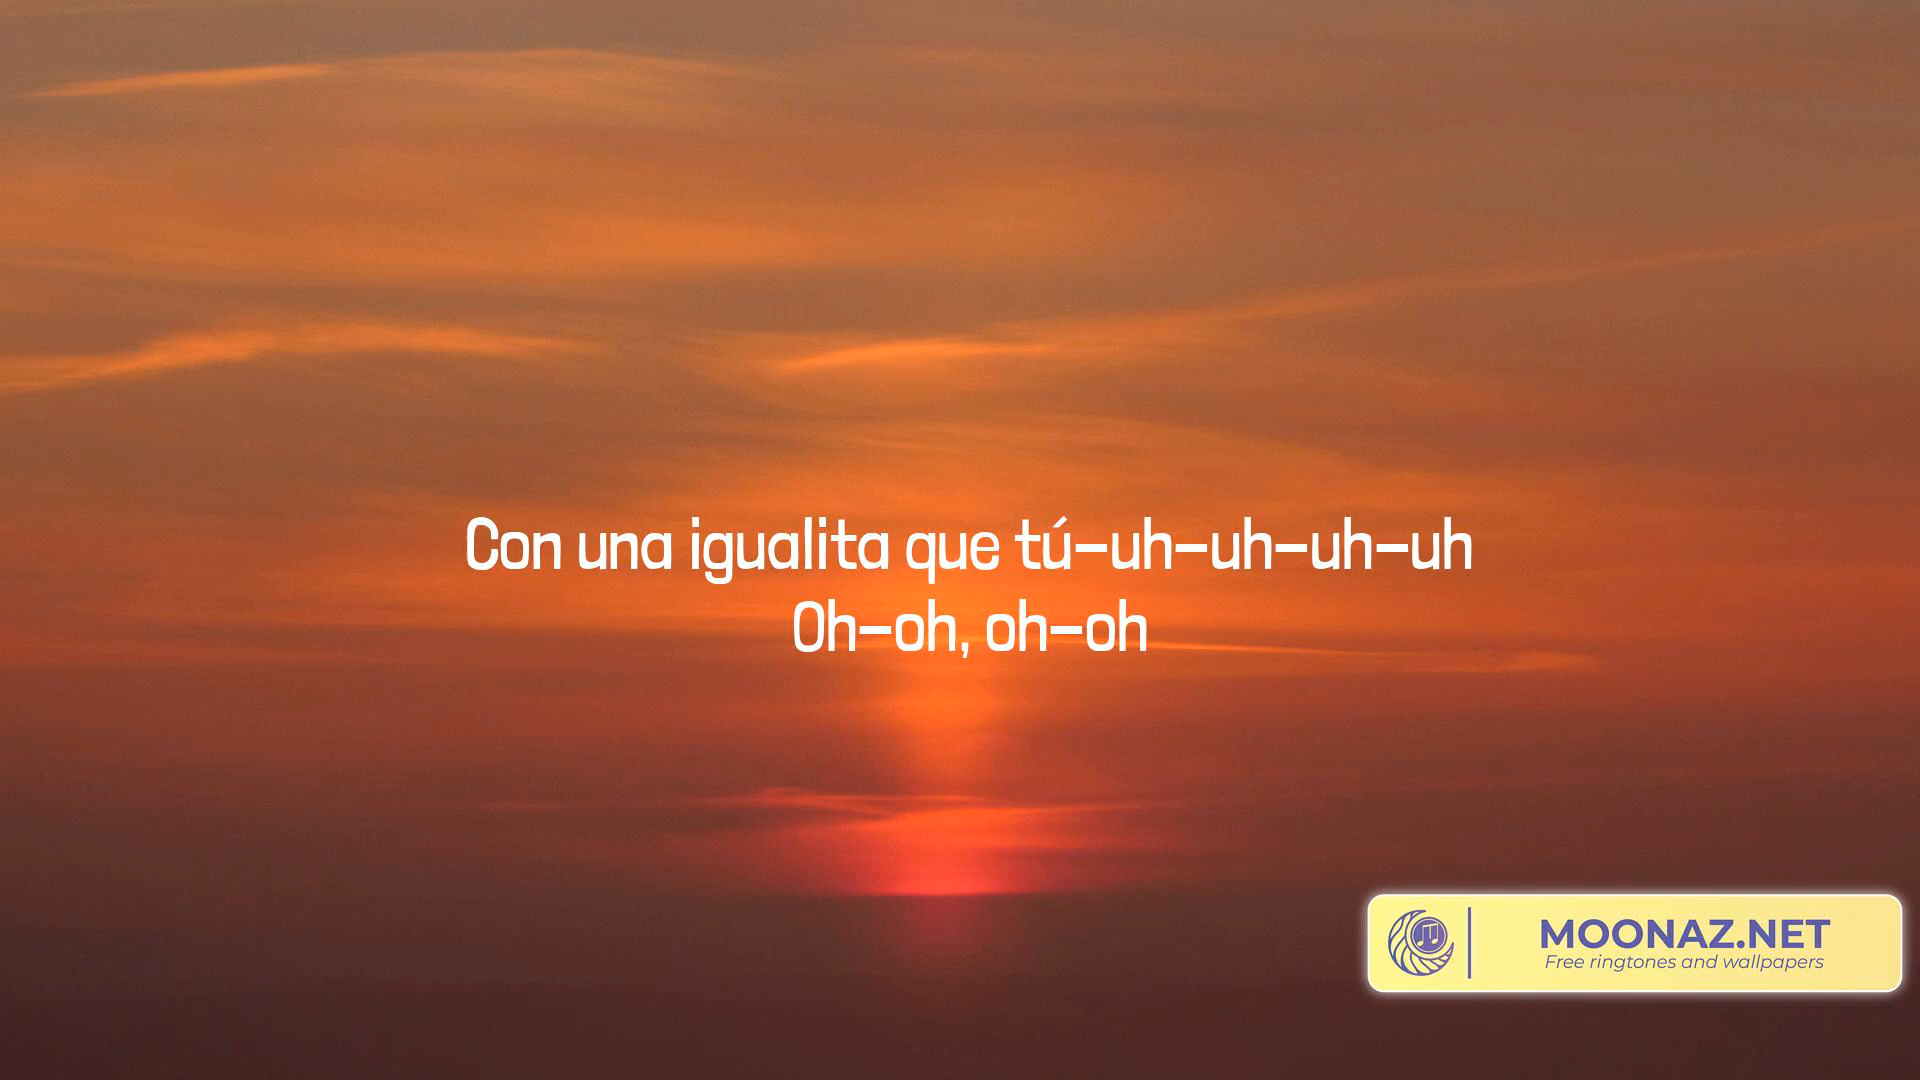 Con una igualita que tú-uh-uh-uh-uh
Oh-oh, oh-oh
MOONAZ.NET
Free ringtones and wallpapers